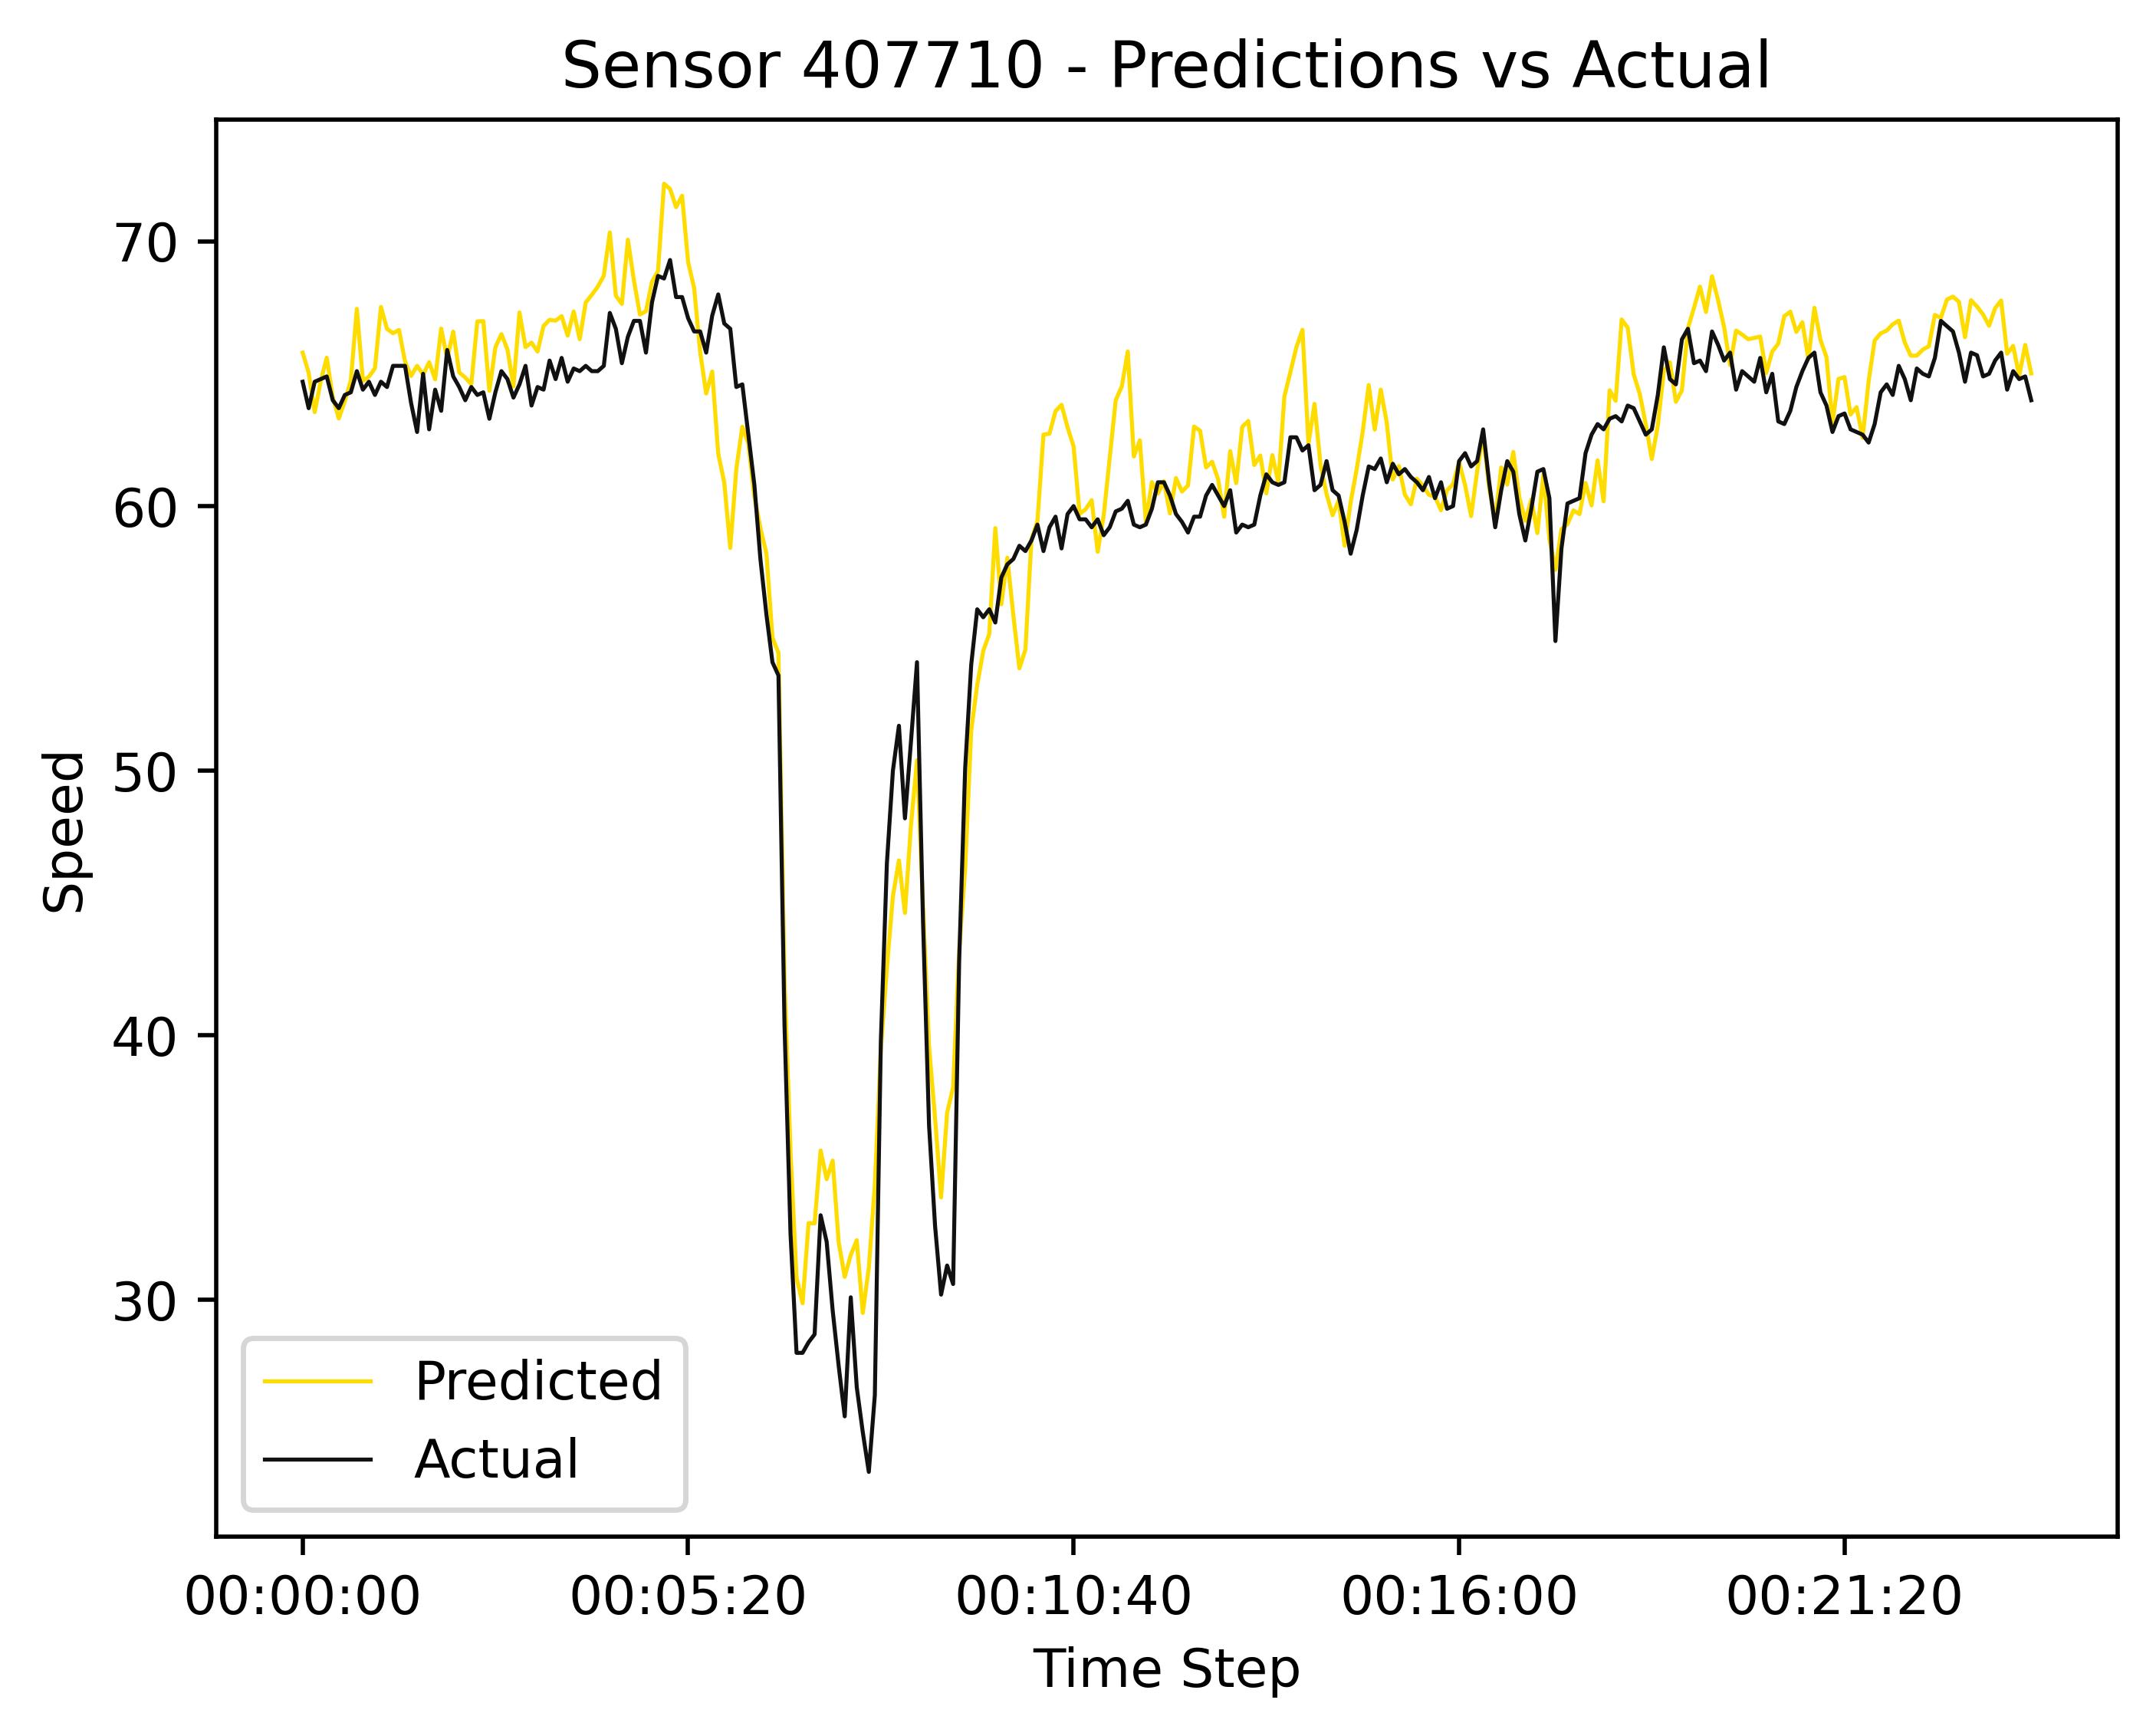 Sensor 407710 - Predictions vs Actual
70
60
50
40
30
Speed
Predicted
Actual
00:00:00 00:05:20 00:10:40 00:16:00 00:21:20
Time Step